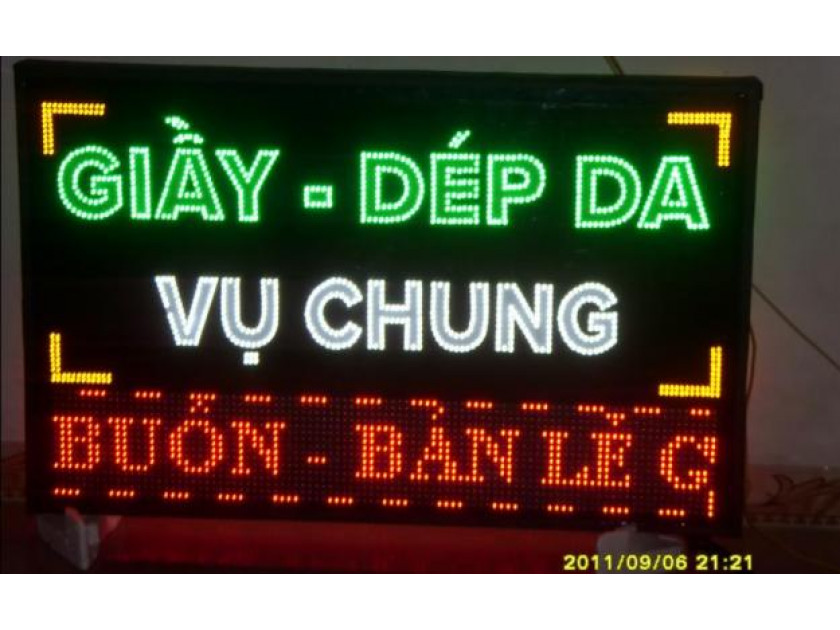 GIẦY - DÉP DA
VỤ CHUNG
BUÔN - BÁN LẺ G
2011/09/06 21:21